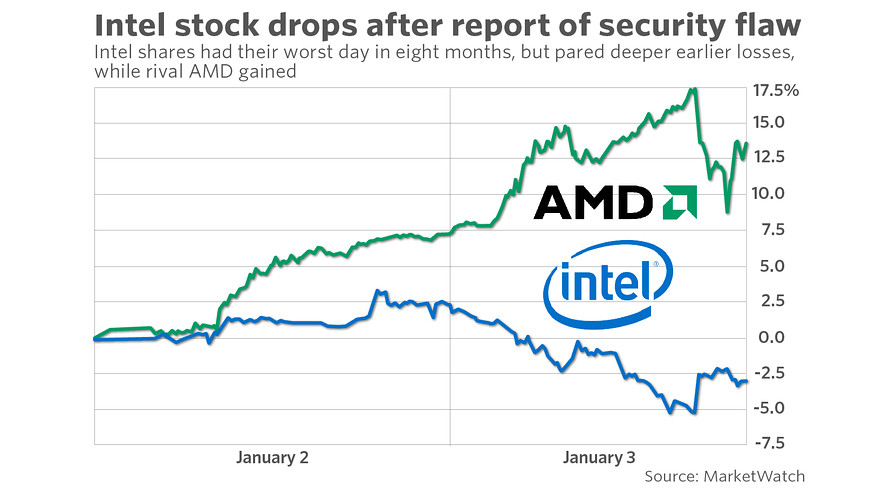 Intel stock drops after report of security flaw
Intel shares had their worst day in eight months, but pared deeper earlier losses,
while rival AMD gained
17.5%
15.0
12.5
10.0
7.5
5.0
2.5
0.0
-2.5
-5.0
-7.5
AMD
intel®
January 2
January 3
Source: MarketWatch